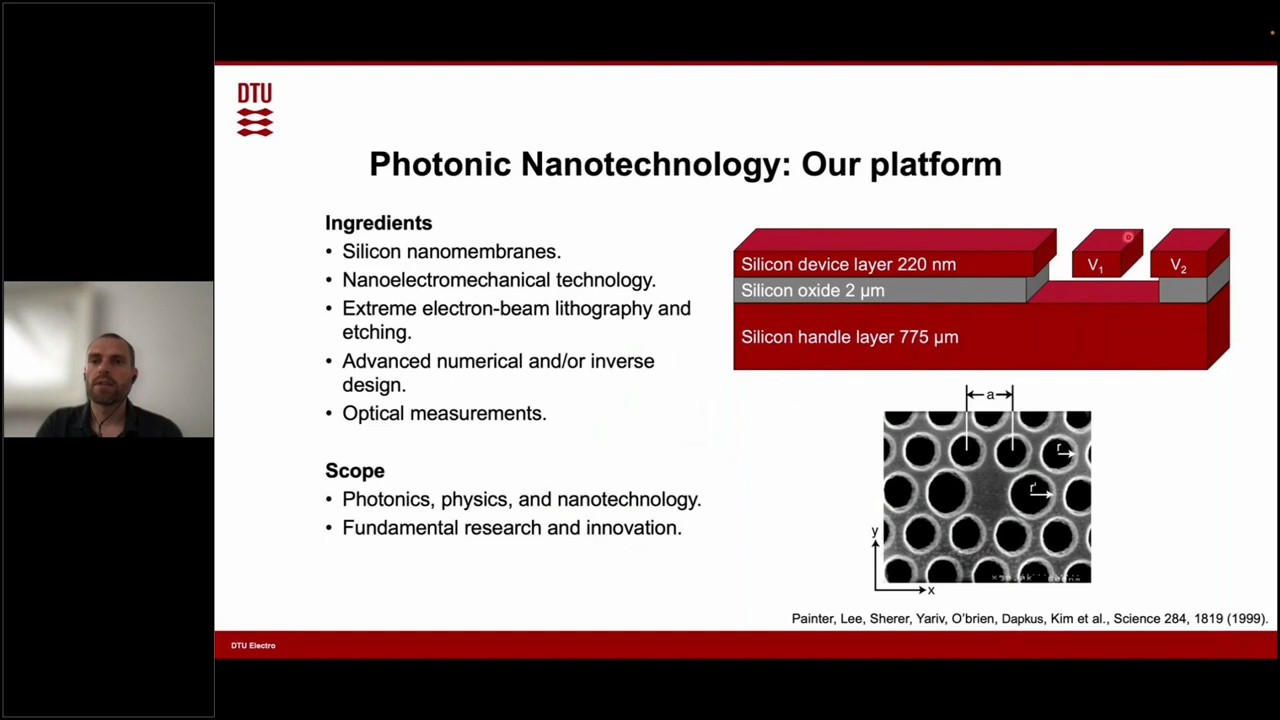 DTU
Photonic Nanotechnology: Our platform
Ingredients
• Silicon nanomembranes.
• Nanoelectromechanical technology.
• Extreme electron-beam lithography and
etching.
• Advanced numerical and/or inverse
design.
• Optical measurements.
Scope
• Photonics, physics, and nanotechnology.
• Fundamental research and innovation.
Silicon device layer 220 nm
V₁
V₂
Silicon oxide 2 µm
Silicon handle layer 775 µm
a
r
r'
y
x
Painter, Lee, Sherer, Yariv, O'brien, Dapkus, Kim et al., Science 284, 1819 (1999).
DTU Electro